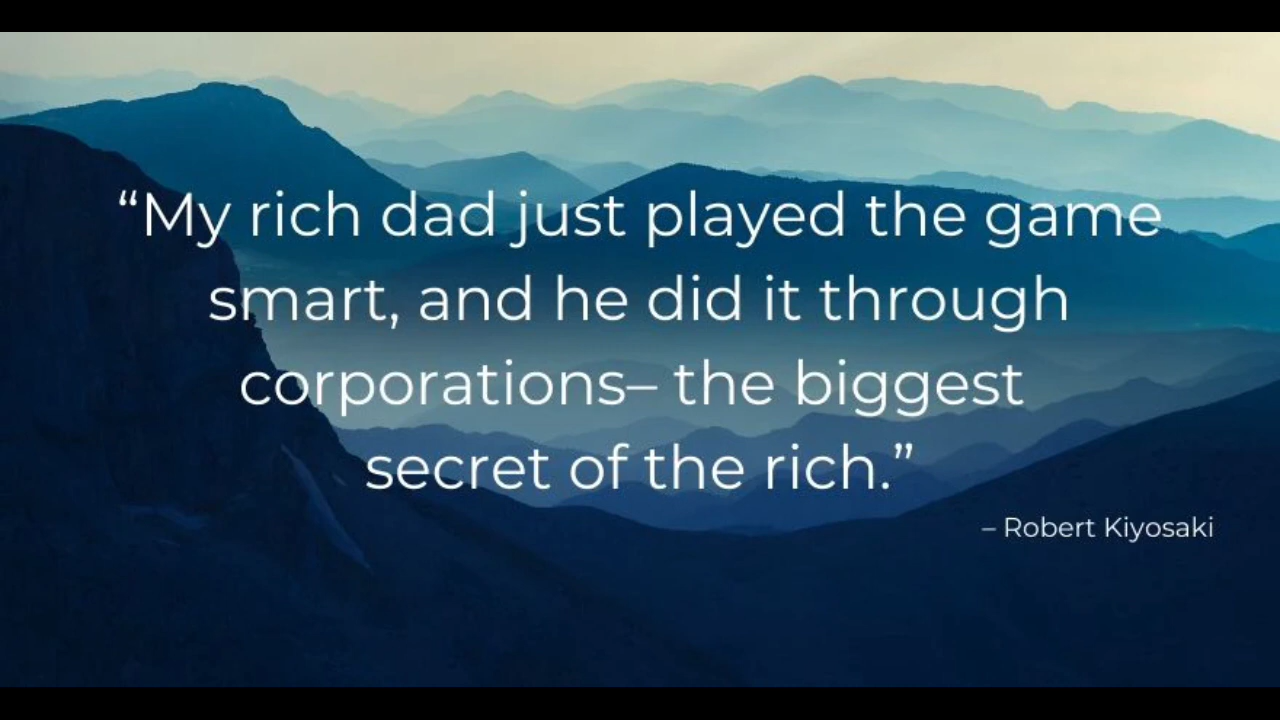 “My rich dad just played the game
smart, and he did it through
corporations– the biggest
secret of the rich.”
– Robert Kiyosaki